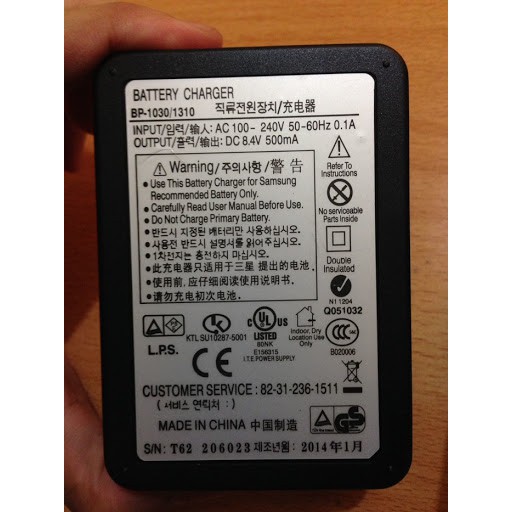 BATTERY CHARGER
BP-1030/1310 직류전원장치/充电器
INPUT/입력/输人: AC 100- 240V 50-60Hz 0.1A
OUTPUT/출력/输出: DC 8.4V 500mA
Warning/주의사항/警 告
• Use This Battery Charger for Samsung
Recommended Battery Only.
• Carefully Read User Manual Before Use.
• Do Not Charge Primary Battery.
• 반드시 지정된 배터리만 사용하십시오.
• 사용전 반드시 설명서를 읽어주십시오.
• 1차전지는 충전하지 마십시오.
• 此充电器只适用于三星 提出的电池.
• 使用前, 应仔细阅读使用说明书.
• 请勿充电初次电池.
Refer To
Instructions
No serviceable
Parts Inside
Double
Insulated
N1 1204
Q051032
L.P.S.
KTL SU10287-5001
CE
c UL US
LISTED
80NK
E156015
I.T.E. POWER SUPPLY
Indoor, Dry
Location Use
Only
CCC
B020006
CUSTOMER SERVICE : 82-31-236-1511
( 서비스 연락처 : )
MADE IN CHINA 中国制造
GS
S/N: T62 206023 제조년월: 2014年1月